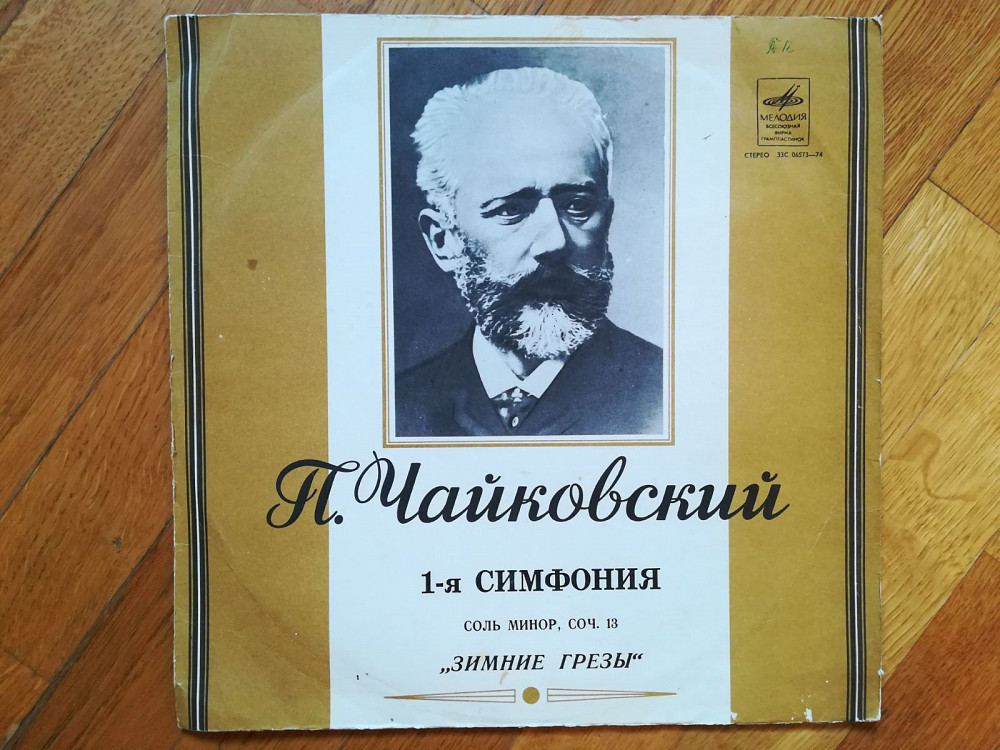 МЕЛОДИЯ
ВСЕСОЮЗНАЯ
ФИРМА
ГРАМПЛАСТИНОК
СТЕРЕО 33С 06573—74
П. Чайковский
1-я СИМФОНИЯ
СОЛЬ МИНОР, СОЧ. 13
„ЗИМНИЕ ГРЕЗЫ“